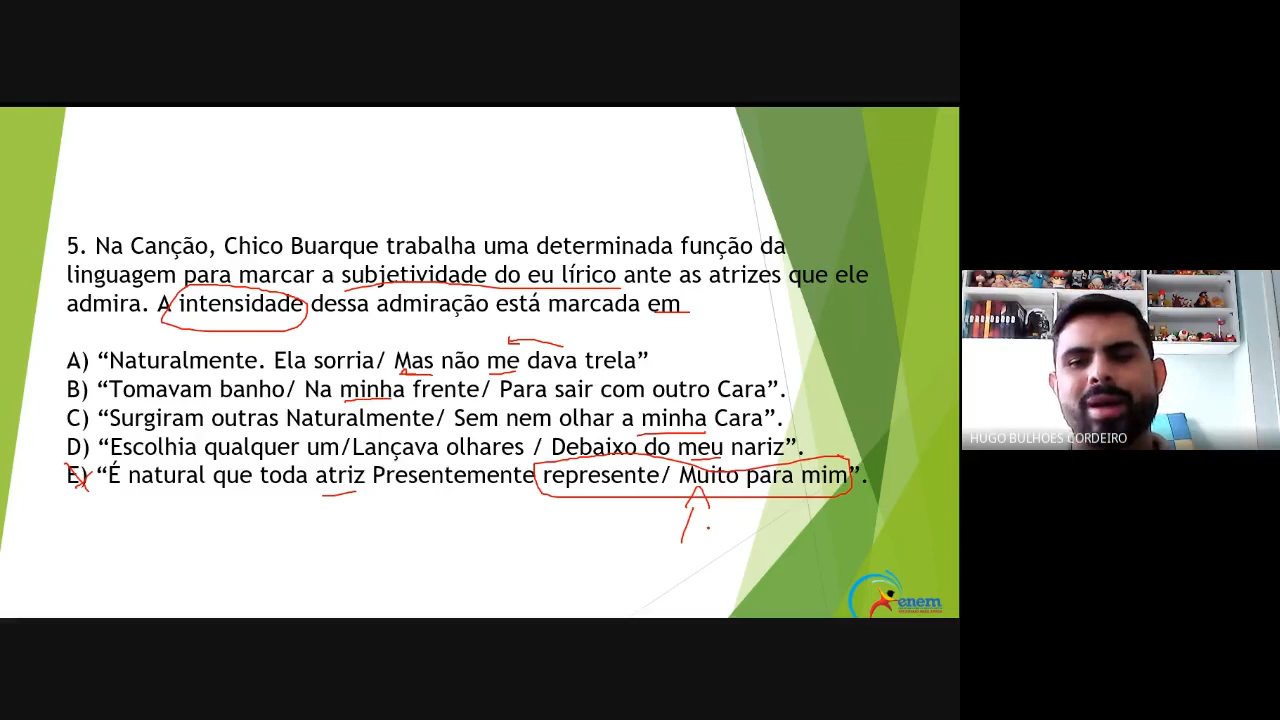 5. Na Canção, Chico Buarque trabalha uma determinada função da
linguagem para marcar a subjetividade do eu lírico ante as atrizes que ele
admira. A intensidade dessa admiração está marcada em
A) “Naturalmente. Ela sorria/ Mas não me dava trela”
B) “Tomavam banho/ Na minha frente/ Para sair com outro Cara”.
C) “Surgiram outras Naturalmente/ Sem nem olhar a minha Cara”.
D) “Escolhia qualquer um/Lançava olhares / Debaixo do meu nariz”.
E) “É natural que toda atriz Presentemente represente/ Muito para mim”.
enem
HUGO BULHOES CORDEIRO